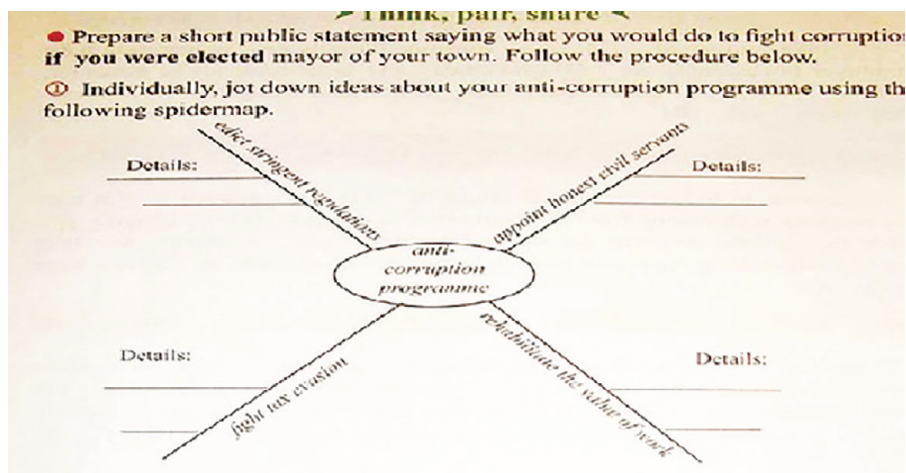 Think, pair, share
Prepare a short public statement saying what you would do to fight corruption
if you were elected mayor of your town. Follow the procedure below.
① Individually, jot down ideas about your anti-corruption programme using th
following spidermap.
edict stringent regulations
appoint honest civil servants
Details:
Details:
anti-
corruption
programme
Details:
Details:
fight tax evasion
rehabilitate the value of work